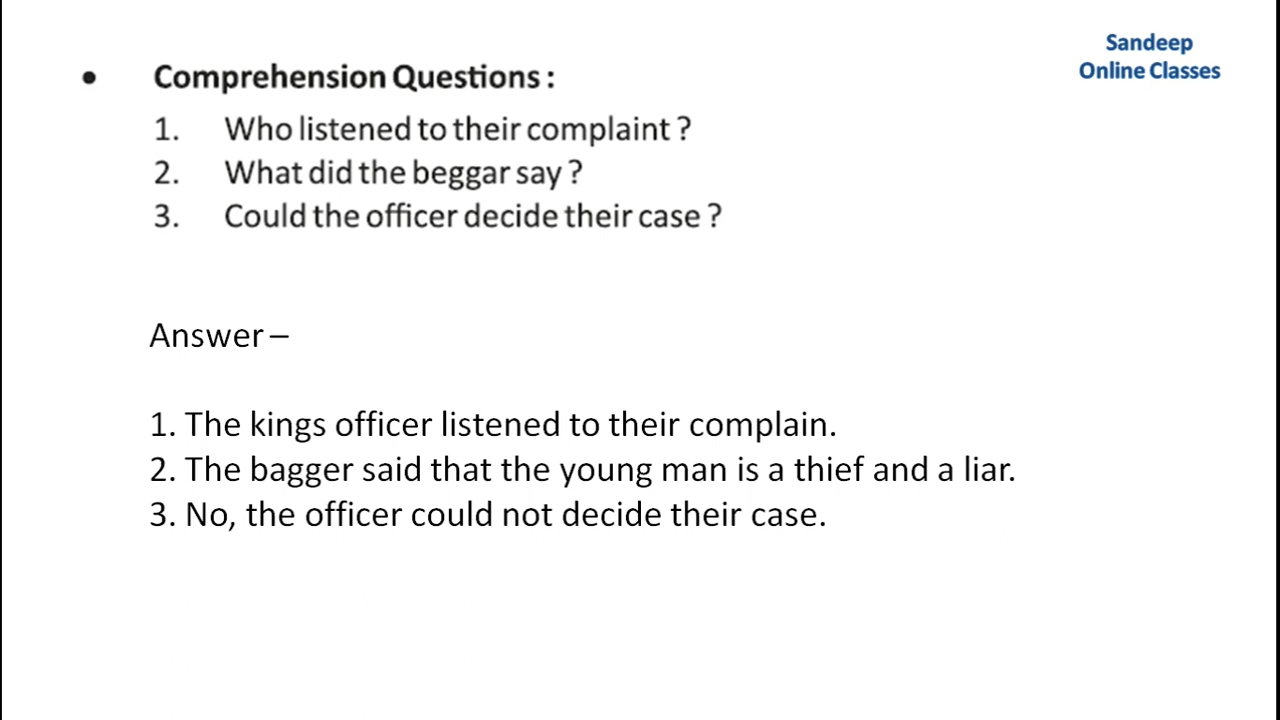 Sandeep
Online Classes
• Comprehension Questions :
1. Who listened to their complaint ?
2. What did the beggar say ?
3. Could the officer decide their case ?
Answer –
1. The kings officer listened to their complain.
2. The bagger said that the young man is a thief and a liar.
3. No, the officer could not decide their case.